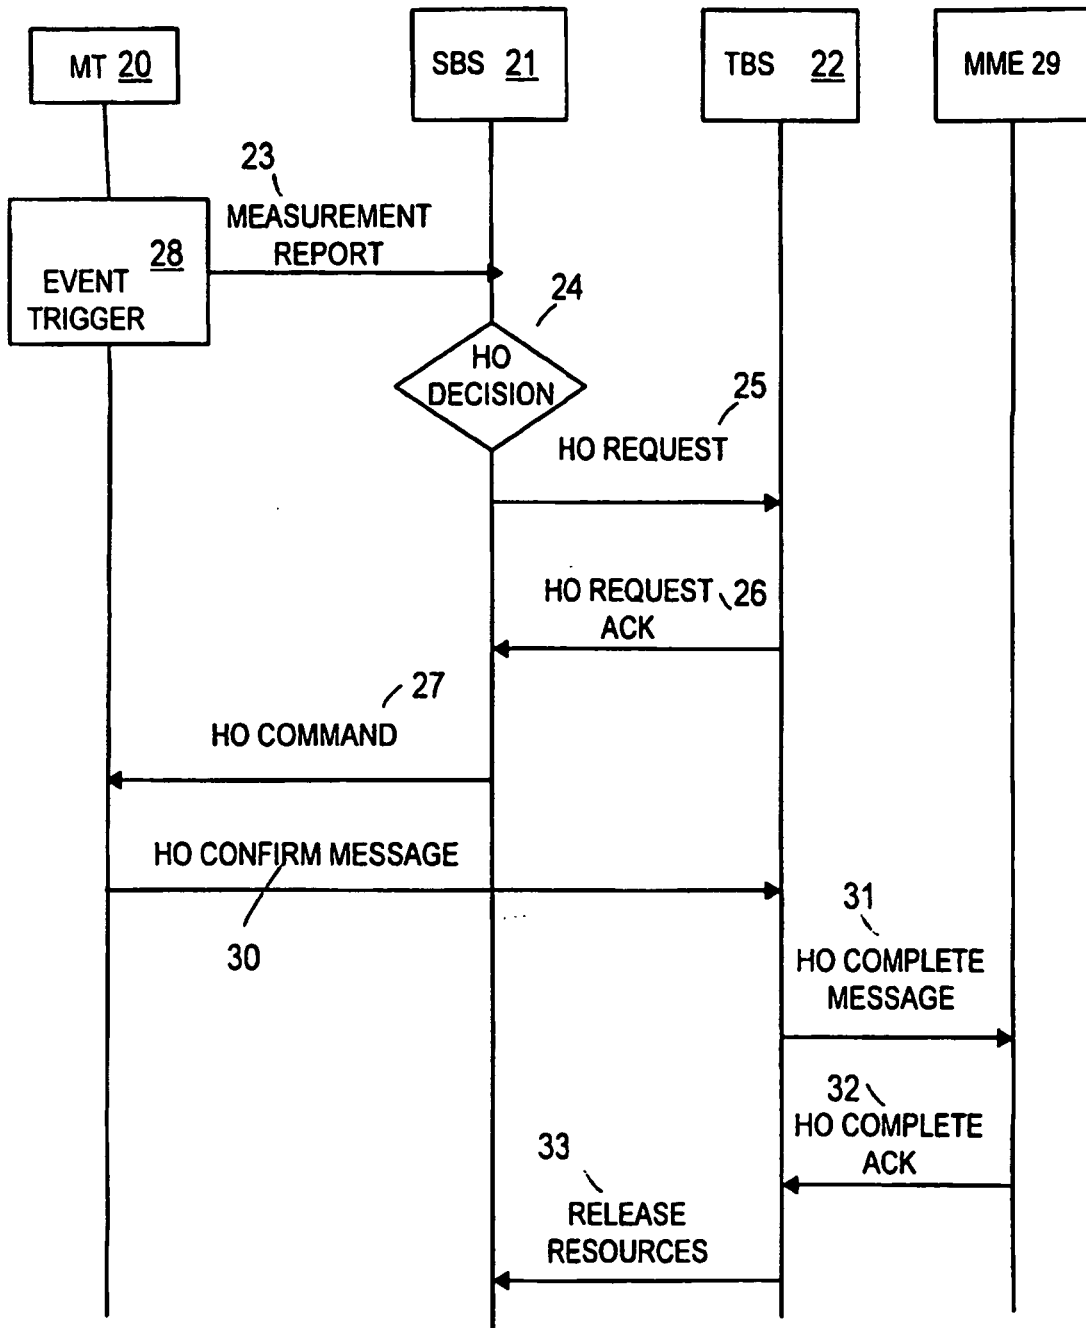 MT 20
SBS 21
TBS 22
MME 29
23
MEASUREMENT
REPORT
28
EVENT
TRIGGER
24
HO
DECISION
25
HO REQUEST
HO REQUEST 26
ACK
27
HO COMMAND
HO CONFIRM MESSAGE
30
31
HO COMPLETE
MESSAGE
32
HO COMPLETE
ACK
33
RELEASE
RESOURCES